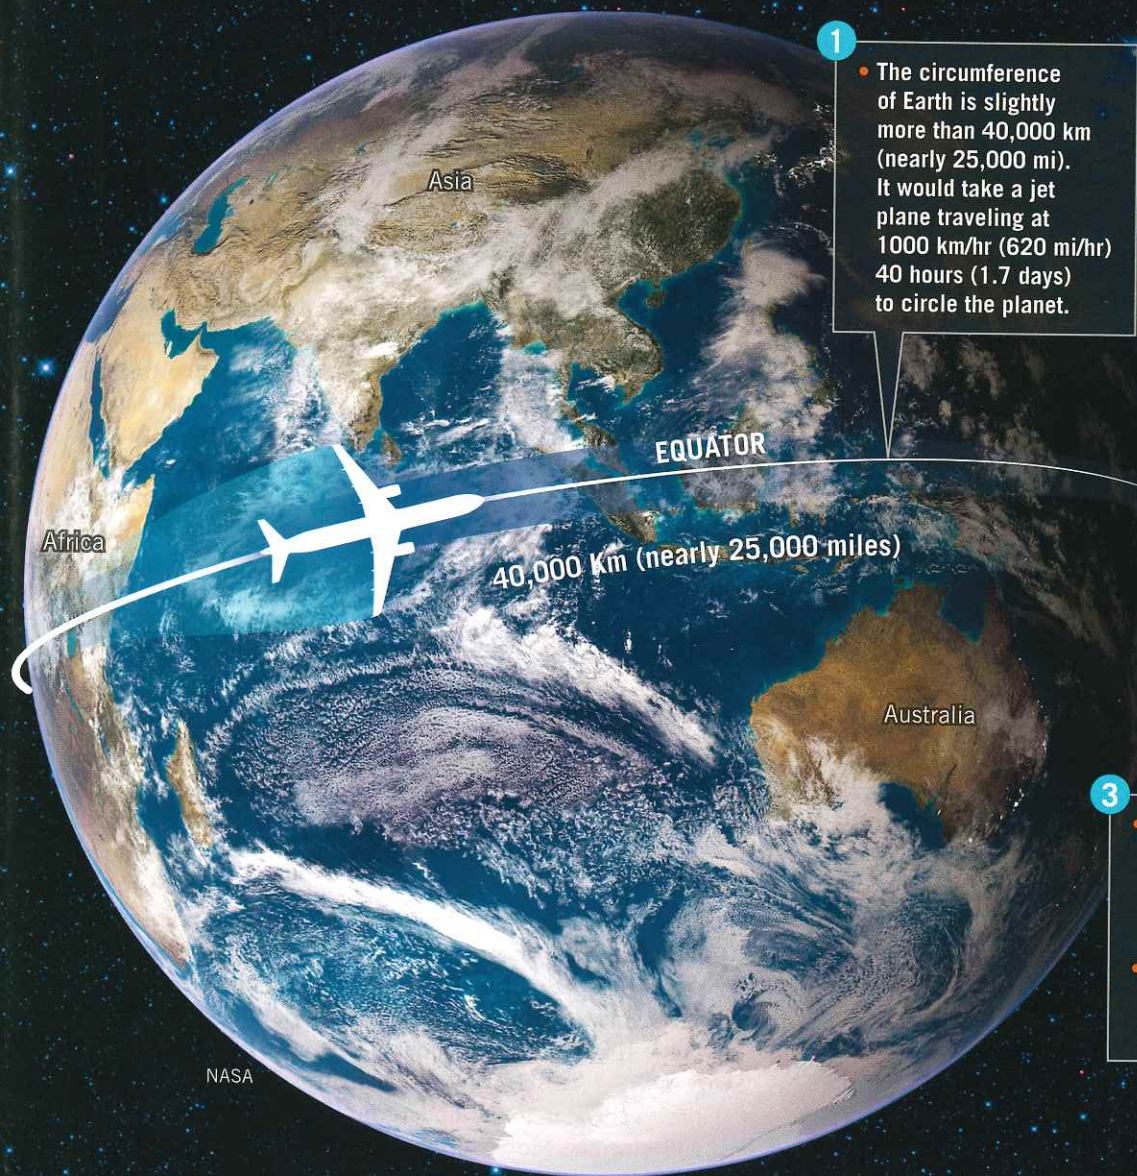 1
• The circumference
of Earth is slightly
more than 40,000 km
(nearly 25,000 mi).
It would take a jet
plane traveling at
1000 km/hr (620 mi/hr)
40 hours (1.7 days)
to circle the planet.
Asia
EQUATOR
Africa
40,000 Km (nearly 25,000 miles)
Australia
3
NASA